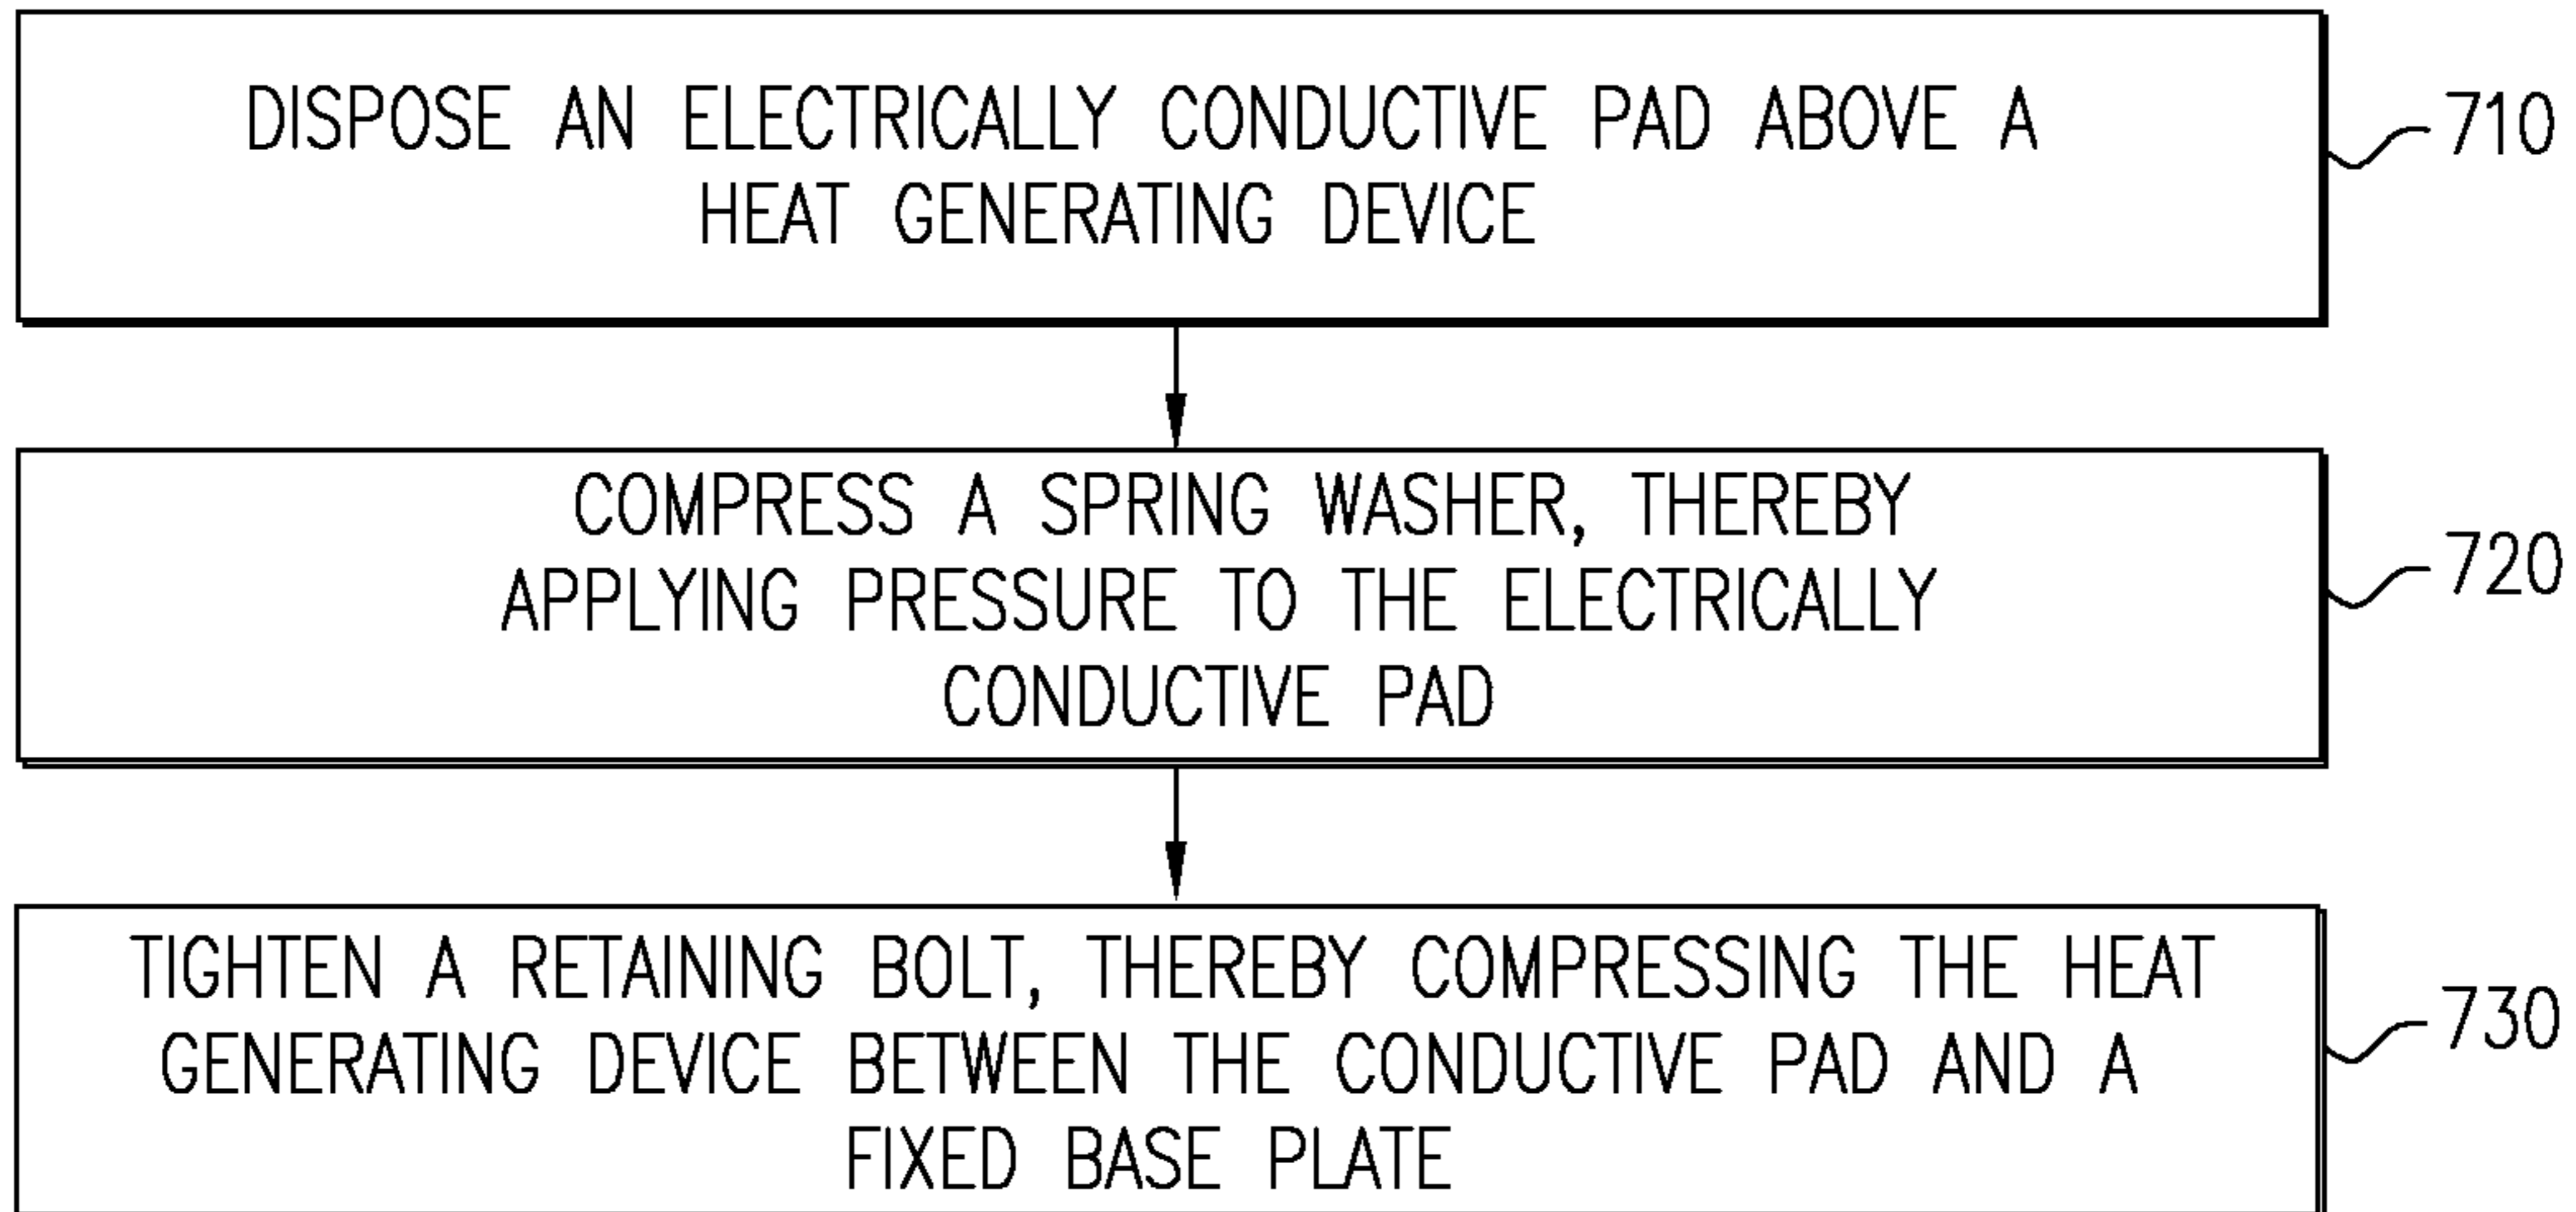 DISPOSE AN ELECTRICALLY CONDUCTIVE PAD ABOVE A
HEAT GENERATING DEVICE
710
COMPRESS A SPRING WASHER, THEREBY
APPLYING PRESSURE TO THE ELECTRICALLY
CONDUCTIVE PAD
720
TIGHTEN A RETAINING BOLT, THEREBY COMPRESSING THE HEAT
GENERATING DEVICE BETWEEN THE CONDUCTIVE PAD AND A
FIXED BASE PLATE
730